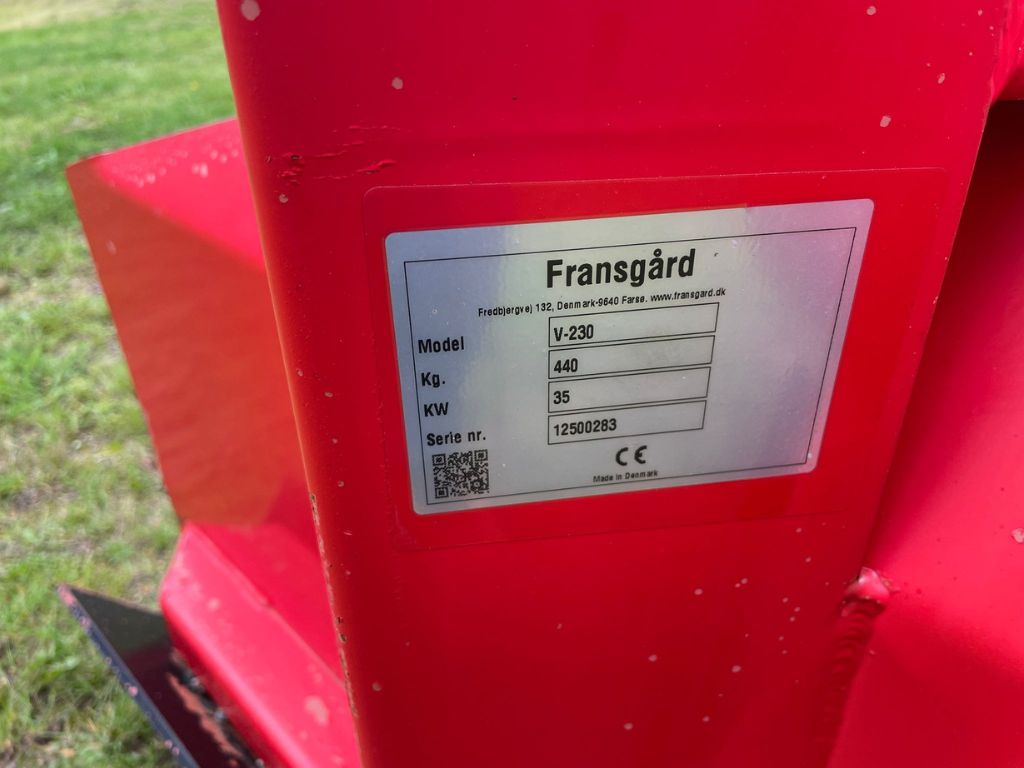 Fransgård
Fredbjergvej 132, Denmark-9640 Farsø. www.fransgard.dk
Model V-230
Kg. 440
KW 35
Serie nr. 12500283
CE
Made in Denmark